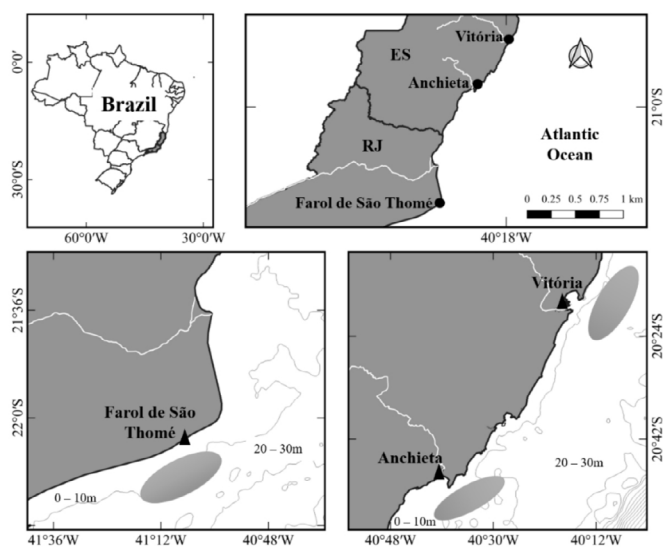 0°0'
30°0'S
Brazil
60°0'W
30°0'W
Vitória
ES
Anchieta
RJ
Farol de São Thomé
Atlantic
Ocean
0 0.25 0.5 0.75 1 km
21°0'S
40°18'W
21°36'S
22°0'S
Farol de São
Thomé
20 – 30m
0 – 10m
41°36'W
41°12'W
40°48'W
Vitória
Anchieta
20 – 30m
0 – 10m
20°24'S
20°42'S
40°48'W
40°30'W
40°12'W